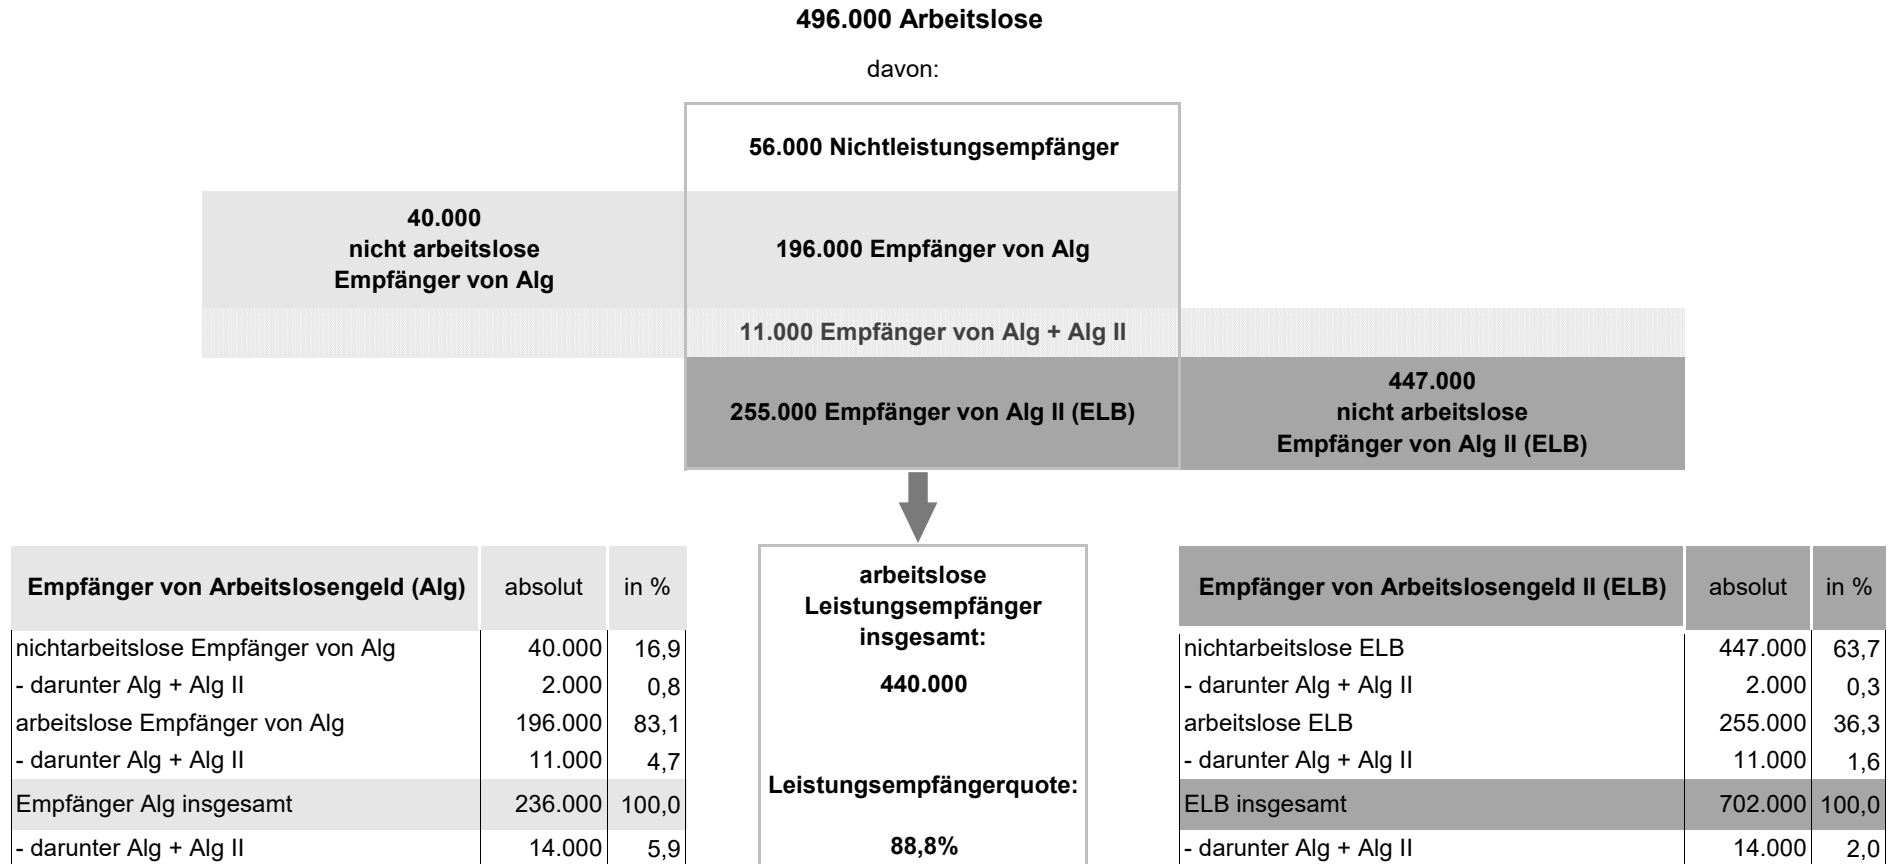 496.000 Arbeitslose
davon:
56.000 Nichtleistungsempfänger
40.000
nicht arbeitslose
Empfänger von Alg
196.000 Empfänger von Alg
11.000 Empfänger von Alg + Alg II
255.000 Empfänger von Alg II (ELB)
447.000
nicht arbeitslose
Empfänger von Alg II (ELB)
Empfänger von Arbeitslosengeld (Alg) absolut in %
nichtarbeitslose Empfänger von Alg 40.000 16,9
- darunter Alg + Alg II 2.000 0,8
arbeitslose Empfänger von Alg 196.000 83,1
- darunter Alg + Alg II 11.000 4,7
Empfänger Alg insgesamt 236.000 100,0
- darunter Alg + Alg II 14.000 5,9
arbeitslose
Leistungsempfänger
insgesamt:
440.000
Leistungsempfängerquote:
88,8%
Empfänger von Arbeitslosengeld II (ELB) absolut in %
nichtarbeitslose ELB 447.000 63,7
- darunter Alg + Alg II 2.000 0,3
arbeitslose ELB 255.000 36,3
- darunter Alg + Alg II 11.000 1,6
ELB insgesamt 702.000 100,0
- darunter Alg + Alg II 14.000 2,0